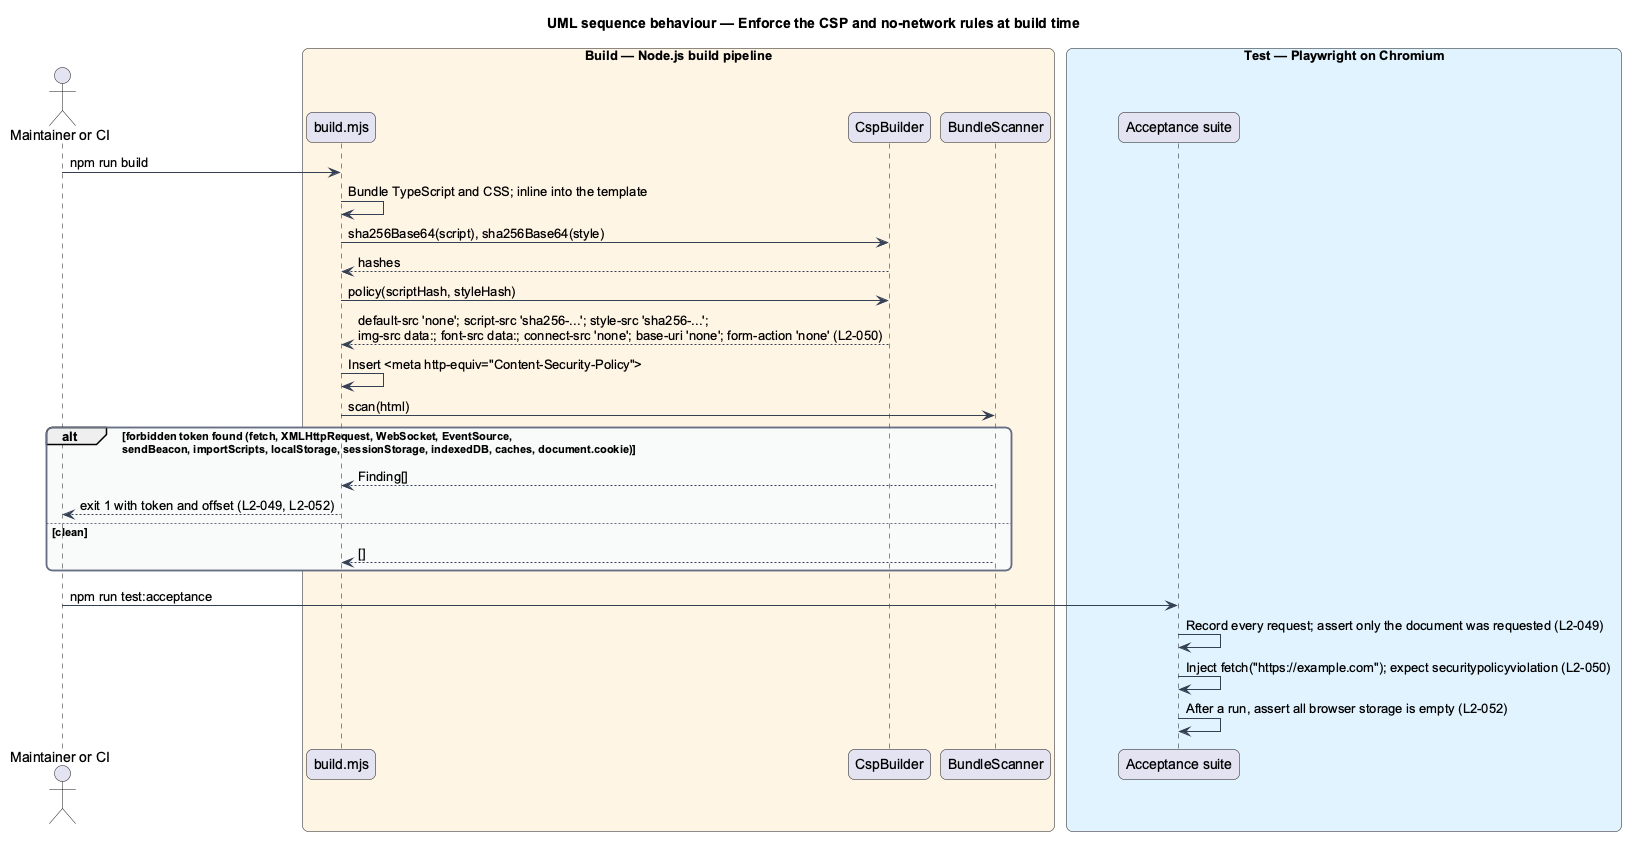 UML sequence behaviour — Enforce the CSP and no-network rules at build time
Build — Node.js build pipeline
Test — Playwright on Chromium
Maintainer or CI
build.mjs
CspBuilder
BundleScanner
Acceptance suite
npm run build
Bundle TypeScript and CSS; inline into the template
sha256Base64(script), sha256Base64(style)
hashes
policy(scriptHash, styleHash)
default-src 'none'; script-src 'sha256-...'; style-src 'sha256-...';
img-src data:; font-src data:; connect-src 'none'; base-uri 'none'; form-action 'none' (L2-050)
Insert <meta http-equiv="Content-Security-Policy">
scan(html)
alt
[forbidden token found (fetch, XMLHttpRequest, WebSocket, EventSource,
sendBeacon, importScripts, localStorage, sessionStorage, indexedDB, caches, document.cookie)]
Finding[]
exit 1 with token and offset (L2-049, L2-052)
[clean]
[]
npm run test:acceptance
Record every request; assert only the document was requested (L2-049)
Inject fetch("https://example.com"); expect securitypolicyviolation (L2-050)
After a run, assert all browser storage is empty (L2-052)
Maintainer or CI
build.mjs
CspBuilder
BundleScanner
Acceptance suite